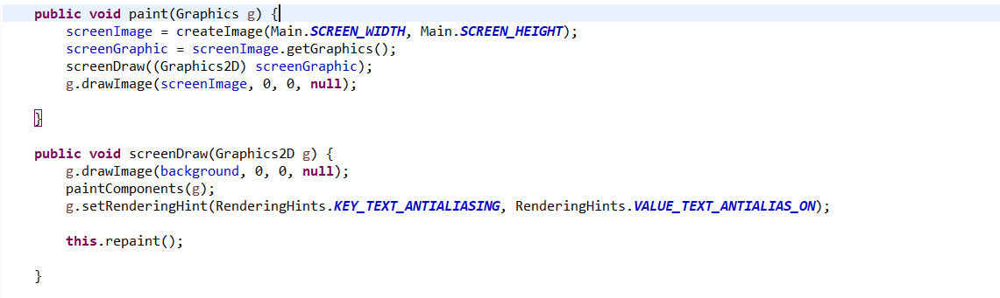 public void paint(Graphics g) {
screenImage = createImage(Main.SCREEN_WIDTH, Main.SCREEN_HEIGHT);
screenGraphic = screenImage.getGraphics();
screenDraw((Graphics2D) screenGraphic);
g.drawImage(screenImage, 0, 0, null);
}
public void screenDraw(Graphics2D g) {
g.drawImage(background, 0, 0, null);
paintComponents(g);
g.setRenderingHint(RenderingHints.KEY_TEXT_ANTIALIASING, RenderingHints.VALUE_TEXT_ANTIALIAS_ON);
this.repaint();
}